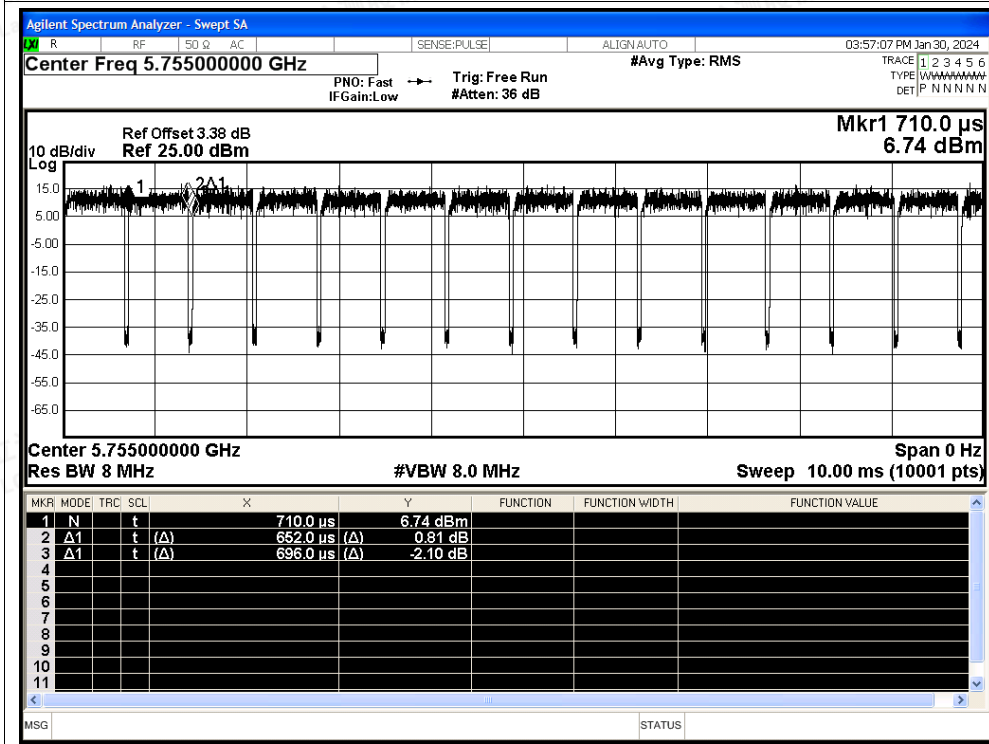 Agilent Spectrum Analyzer - Swept SA
LXI R RF 50 Ω AC SENSE:PULSE ALIGN AUTO 03:57:07 PM Jan 30, 2024
Center Freq 5.755000000 GHz #Avg Type: RMS TRACE 1 2 3 4 5 6
PNO: Fast Trig: Free Run TYPE WWWWWW
IFGain:Low #Atten: 36 dB DET P N N N N N
Mkr1 710.0 µs
Ref Offset 3.38 dB
10 dB/div Ref 25.00 dBm 6.74 dBm
Log
1 2Δ1
15.0
5.00
-5.00
-15.0
-25.0
-35.0
-45.0
-55.0
-65.0
Center 5.755000000 GHz Span 0 Hz
Res BW 8 MHz #VBW 8.0 MHz Sweep 10.00 ms (10001 pts)
MKR MODE TRC SCL X Y FUNCTION FUNCTION WIDTH FUNCTION VALUE
1 N t 710.0 µs 6.74 dBm
2 Δ1 t (Δ) 652.0 µs (Δ) 0.81 dB
3 Δ1 t (Δ) 696.0 µs (Δ) -2.10 dB
4
5
6
7
8
9
10
11
MSG STATUS